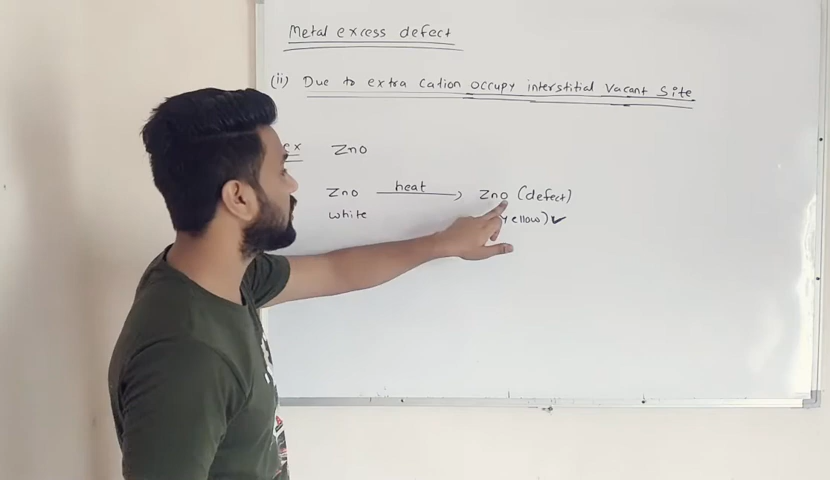 Metal excess defect
(ii) Due to extra cation occupy interstitial vacant site
ex ZnO
ZnO heat → ZnO (defect)
white (yellow) ✓